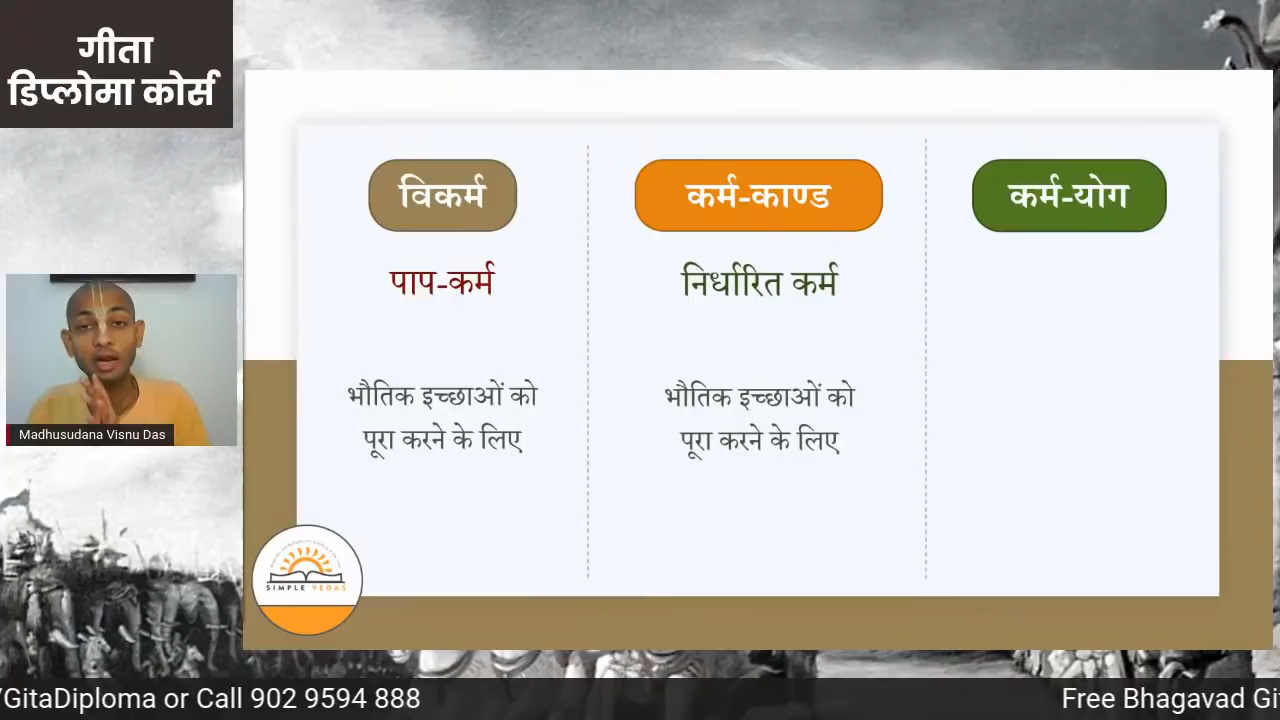 गीता
डिप्लोमा कोर्स
विकर्म
कर्म-काण्ड
कर्म-योग
पाप-कर्म
निर्धारित कर्म
भौतिक इच्छाओं को
पूरा करने के लिए
भौतिक इच्छाओं को
पूरा करने के लिए
Madhusudana Visnu Das
SIMPLE VEDAS
/GitaDiploma or Call 902 9594 888
Free Bhagavad Git